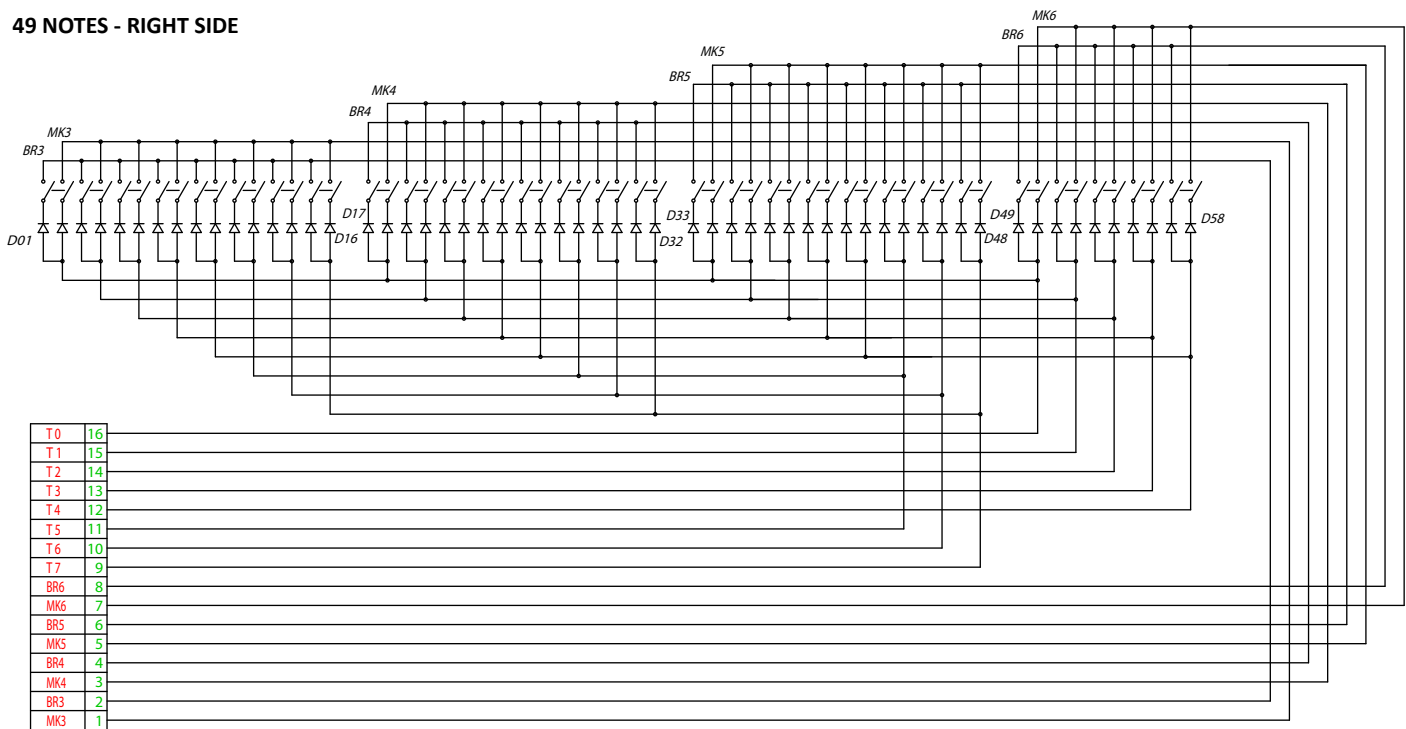 49 NOTES - RIGHT SIDE
MK6
BR6
MK5
BR5
MK4
BR4
MK3
BR3
D01
D16
D17
D32
D33
D48
D49
D58
T0 16
T1 15
T2 14
T3 13
T4 12
T5 11
T6 10
T7 9
BR6 8
MK6 7
BR5 6
MK5 5
BR4 4
MK4 3
BR3 2
MK3 1